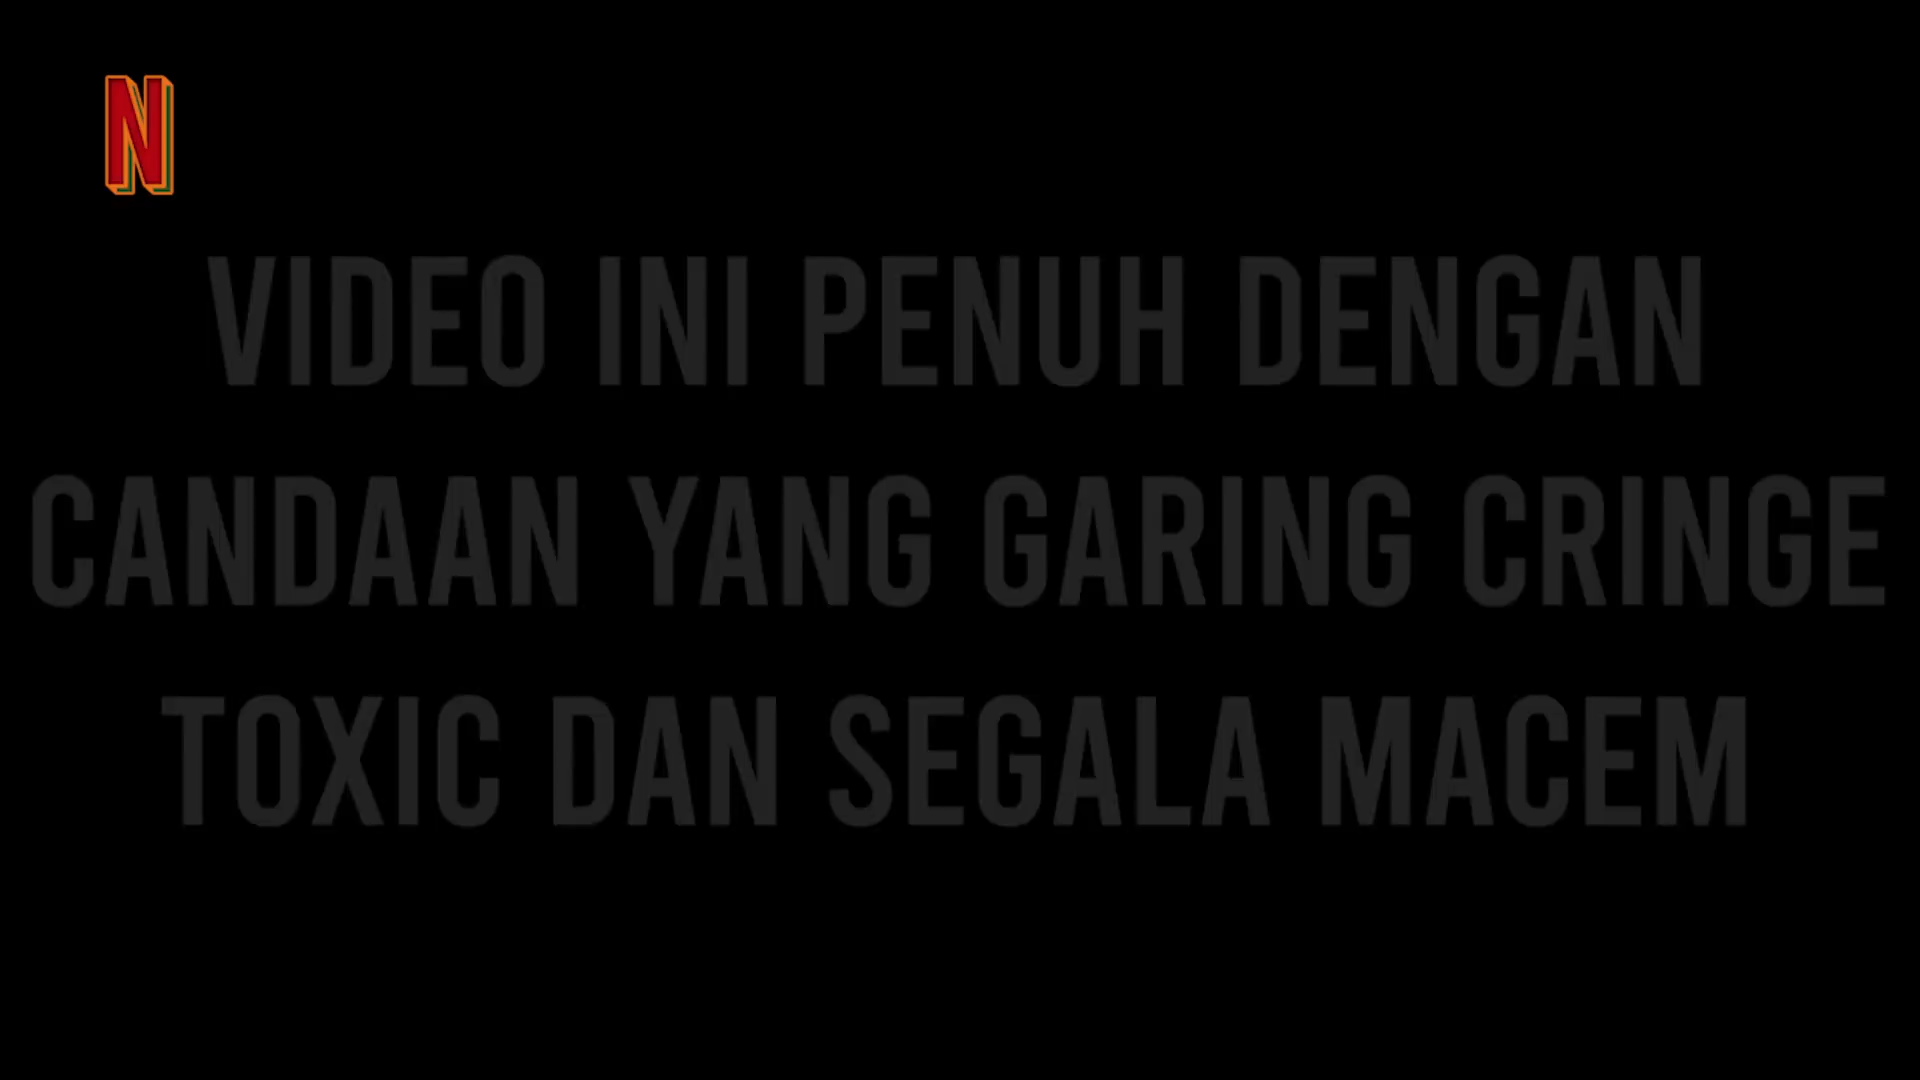 N
VIDEO INI PENUH DENGAN
CANDAAN YANG GARING CRINGE
TOXIC DAN SEGALA MACEM